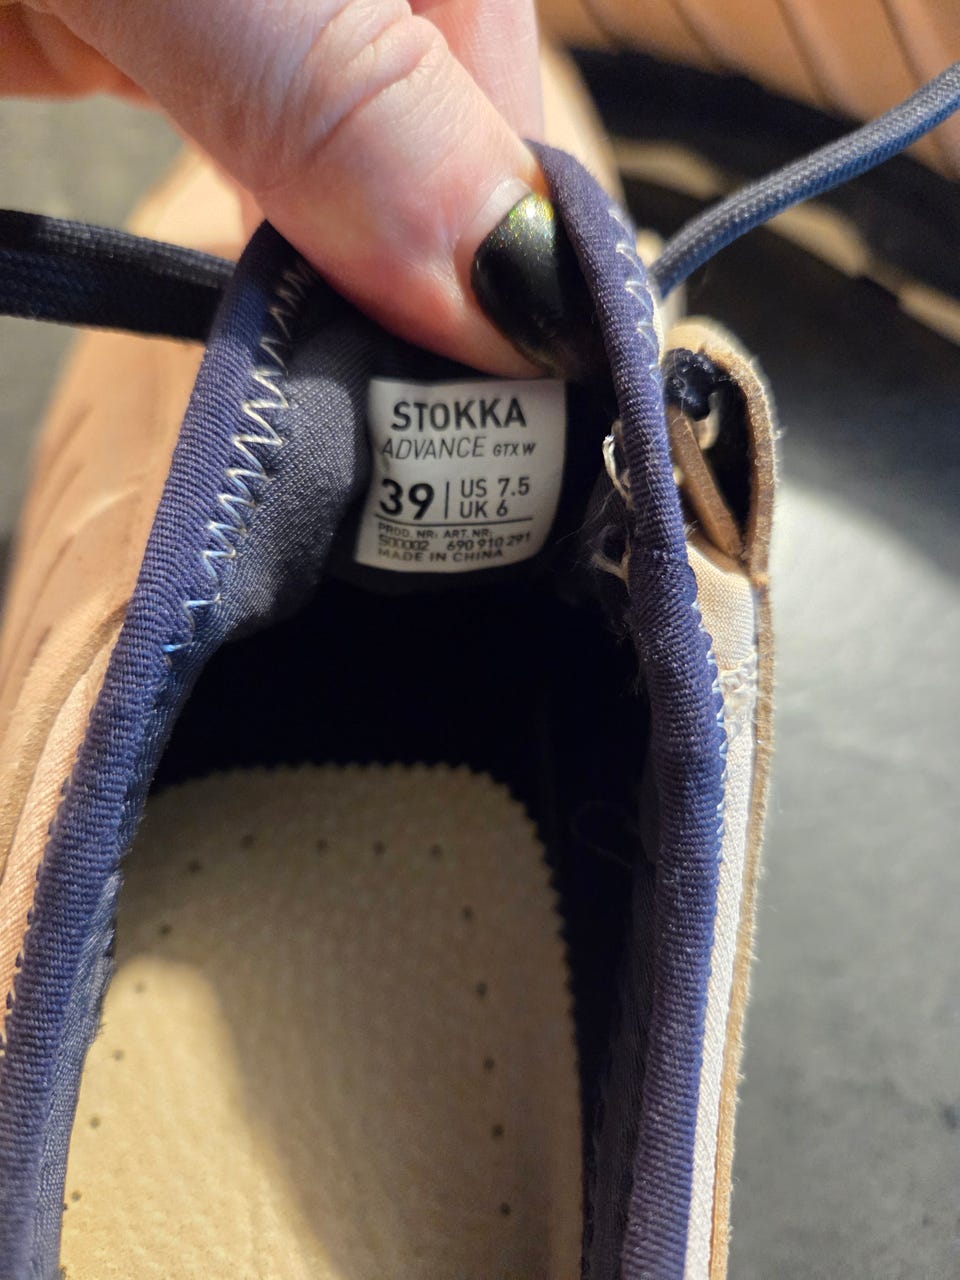 STOKKA
ADVANCE GTX W
39 | US 7.5
UK 6
PROD. NR: ART. NR:
S00002 690 910 291
MADE IN CHINA